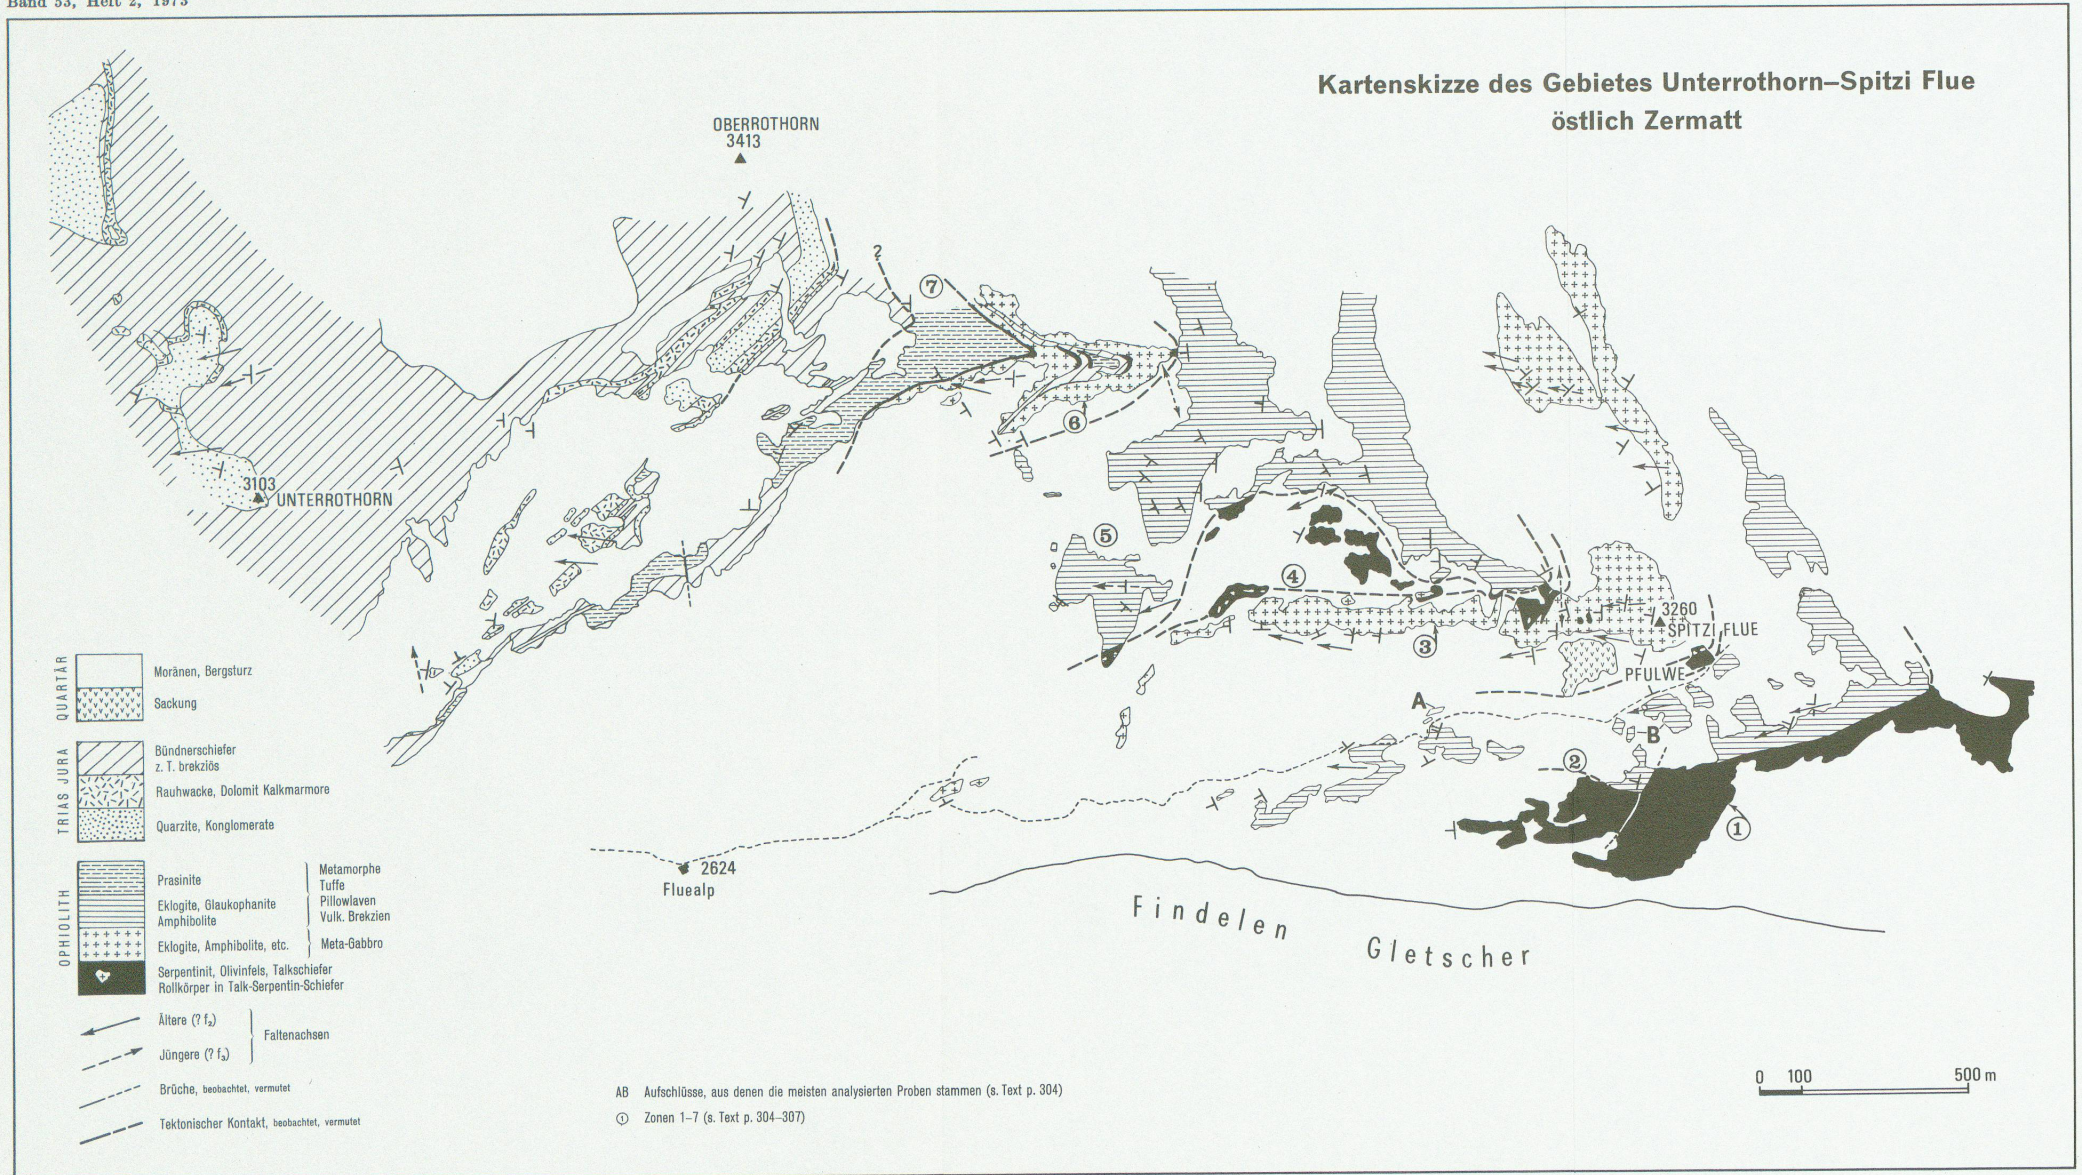 Band 53, Heft 2, 1973
Kartenskizze des Gebietes Unterrothorn–Spitzi Flue
östlich Zermatt
OBERROTHORN
3413
?
7
6
3103
UNTERROTHORN
5
4
3260
SPITZI FLUE
3
PFULWE
A
B
2
1
2624
Fluealp
Findelen
Gletscher
QUARTÄR
Moränen, Bergsturz
Sackung
TRIAS JURA
Bündnerschiefer
z. T. brekziös
Rauhwacke, Dolomit Kalkmarmore
Quarzite, Konglomerate
OPHIOLITH
Prasinite
Eklogite, Glaukophanite
Amphibolite
Metamorphe
Tuffe
Pillowlaven
Vulk. Brekzien
Eklogite, Amphibolite, etc.
Meta-Gabbro
Serpentinit, Olivinfels, Talkschiefer
Rollkörper in Talk-Serpentin-Schiefer
Ältere (? f₂)
Jüngere (? f₃)
Faltenachsen
Brüche, beobachtet, vermutet
Tektonischer Kontakt, beobachtet, vermutet
AB Aufschlüsse, aus denen die meisten analysierten Proben stammen (s. Text p. 304)
① Zonen 1–7 (s. Text p. 304–307)
0 100 500 m